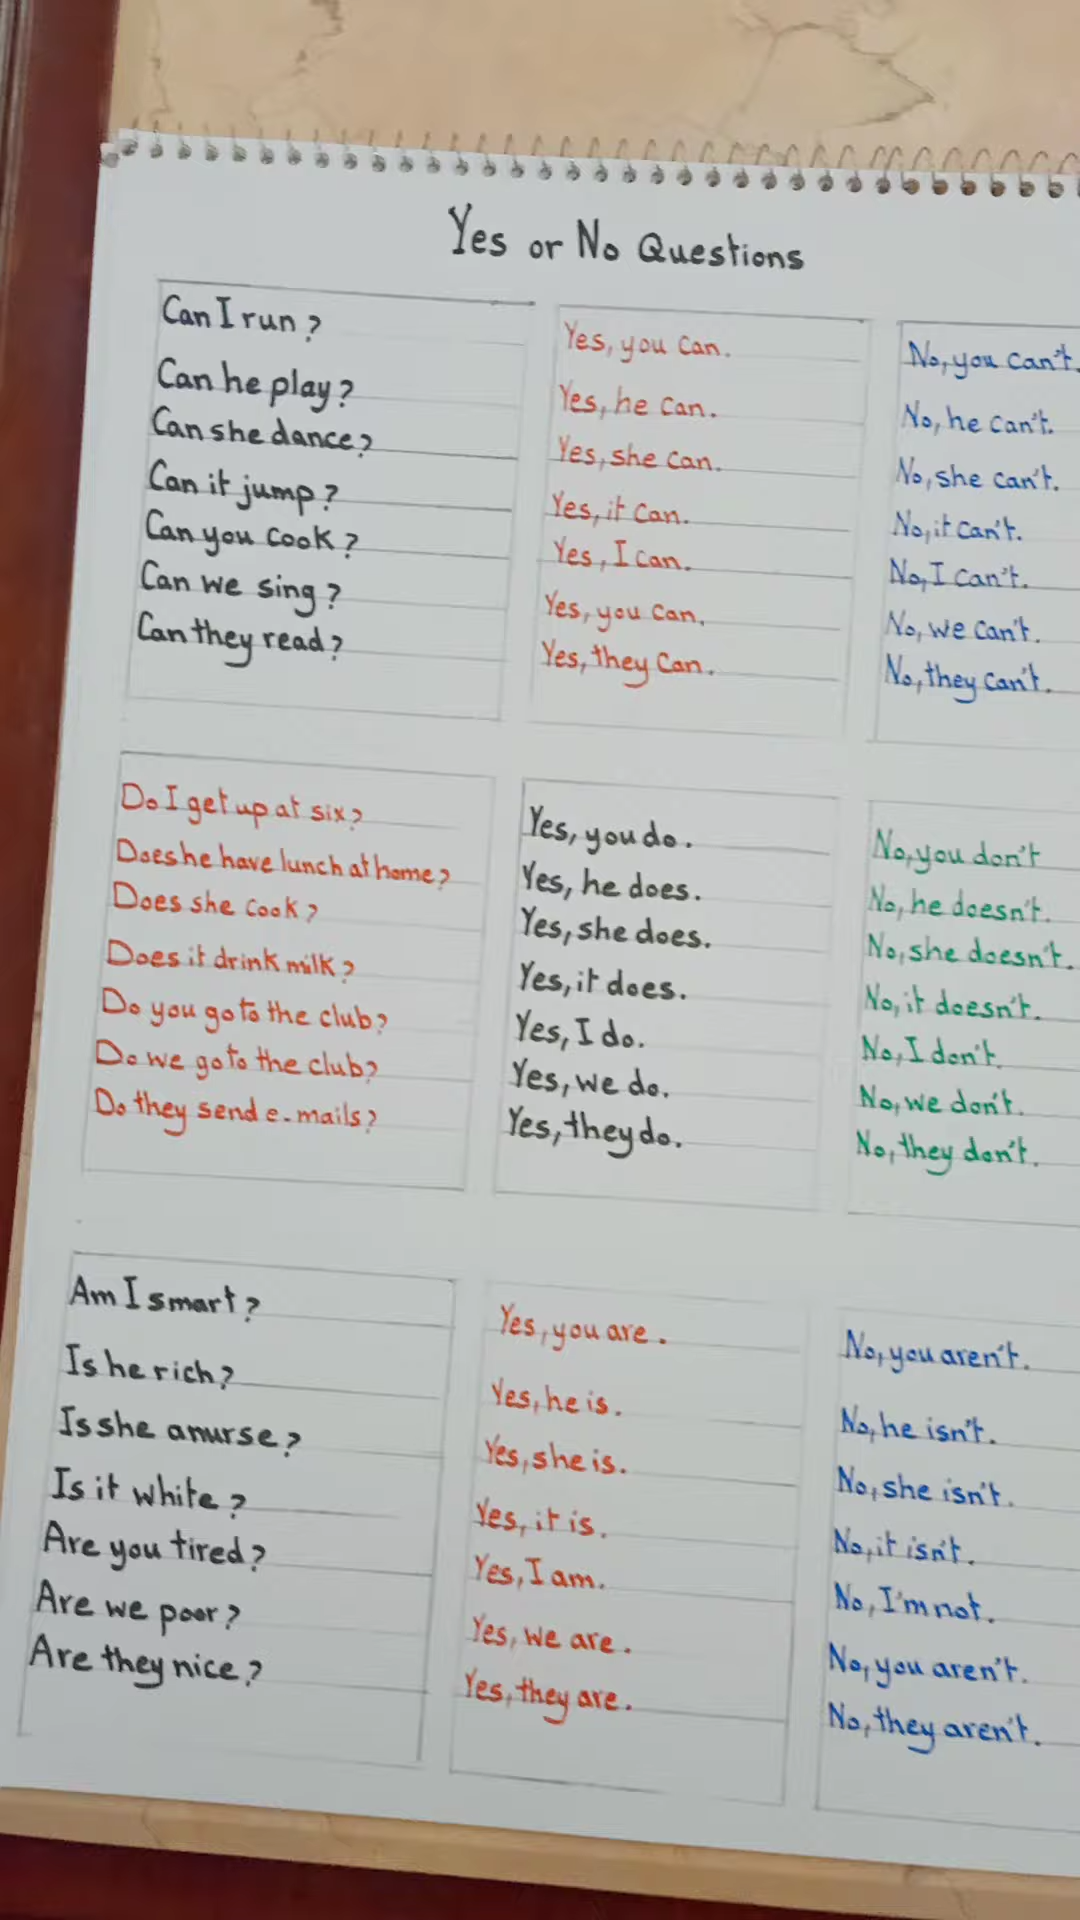 Yes or No Questions
Can I run?
Can he play?
Can she dance?
Can it jump?
Can you cook?
Can we sing?
Can they read?
Yes, you can.
Yes, he can.
Yes, she can.
Yes, it can.
Yes, I can.
Yes, you can.
Yes, they can.
No, you can't.
No, he can't.
No, she can't.
No, it can't.
No, I can't.
No, we can't.
No, they can't.
Do I get up at six?
Does he have lunch at home?
Does she cook?
Does it drink milk?
Do you go to the club?
Do we go to the club?
Do they send e-mails?
Yes, you do.
Yes, he does.
Yes, she does.
Yes, it does.
Yes, I do.
Yes, we do.
Yes, they do.
No, you don't
No, he doesn't.
No, she doesn't.
No, it doesn't.
No, I don't.
No, we don't.
No, they don't.
Am I smart?
Is he rich?
Is she a nurse?
Is it white?
Are you tired?
Are we poor?
Are they nice?
Yes, you are.
Yes, he is.
Yes, she is.
Yes, it is.
Yes, I am.
Yes, we are.
Yes, they are.
No, you aren't.
No, he isn't.
No, she isn't.
No, it isn't.
No, I'm not.
No, you aren't.
No, they aren't.